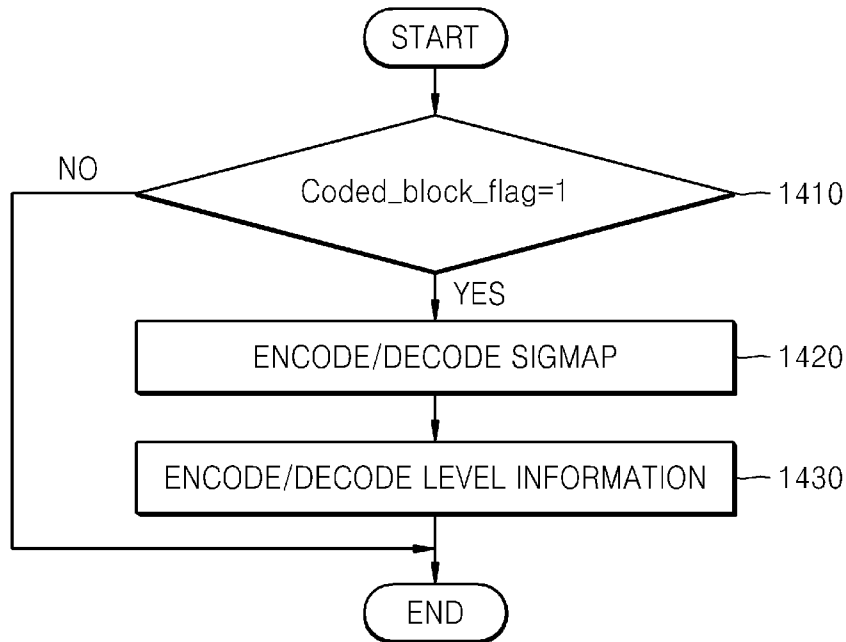 START
NO
Coded_block_flag=1
1410
YES
ENCODE/DECODE SIGMAP
1420
ENCODE/DECODE LEVEL INFORMATION
1430
END